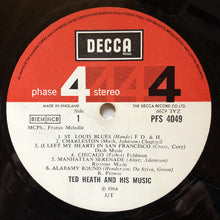 DECCA
phase 4 stereo
MADE IN ENGLAND
THE DECCA RECORD CO. LTD.
BIEM NCB
Side
1
PFS 4049
MCPS., France Melodie
1. ST. LOUIS BLUES (Handy) F. D. & H.
2. CHARLESTON (Mack, Johnson) Chappell
3. (I LEFT MY HEART) IN SAN FRANCISCO (Cross, Cory)
Dash Music
4. CHICAGO (Fisher) Feldman
5. MANHATTAN SERENADE (Alter, Adamson)
Robbins Music
6. ALABAMY BOUND (Henderson; De Sylva, Green)
K. Prowse
TED HEATH AND HIS MUSIC
℗ 1964